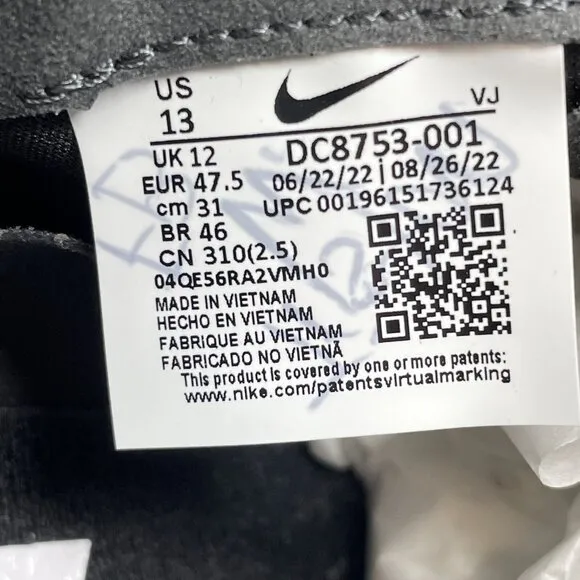 US
13
VJ
UK 12
DC8753-001
EUR 47.5
06/22/22 | 08/26/22
cm 31
UPC 00196151736124
BR 46
CN 310(2.5)
04QE56RA2VMH0
MADE IN VIETNAM
HECHO EN VIETNAM
FABRIQUE AU VIETNAM
FABRICADO NO VIETNÃ
This product is covered by one or more patents:
www.nike.com/patentsvirtualmarking